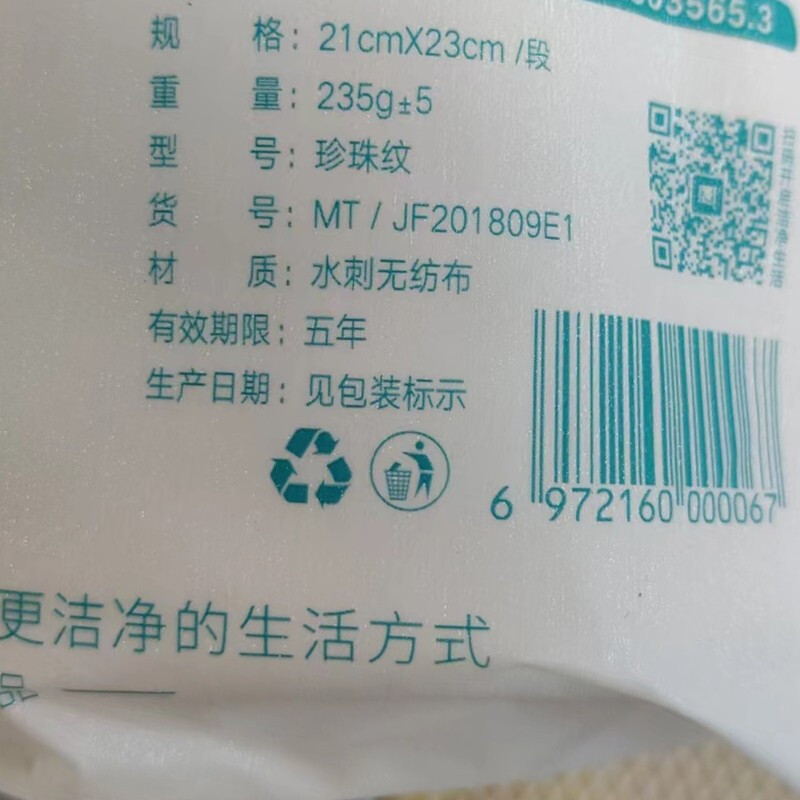 规 格：21cmX23cm /段
重 量：235g±5
型 号：珍珠纹
货 号：MT / JF201809E1
材 质：水刺无纺布
有效期限：五年
生产日期：见包装标示
6 972160 000067
更洁净的生活方式
品